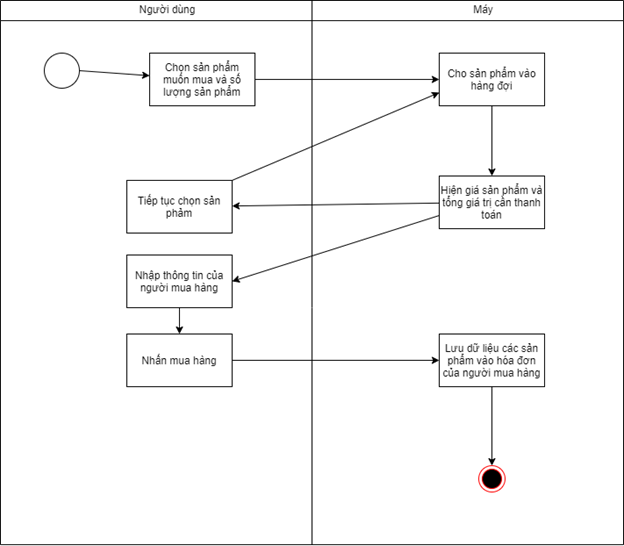 Người dùng
Máy
Chọn sản phẩm
muốn mua và số
lượng sản phẩm
Cho sản phẩm vào
hàng đợi
Tiếp tục chọn sản
phảm
Hiện giá sản phẩm và
tổng giá trị cần thanh
toán
Nhập thông tin của
người mua hàng
Nhấn mua hàng
Lưu dữ liệu các sản
phẩm vào hóa đơn
của người mua hàng